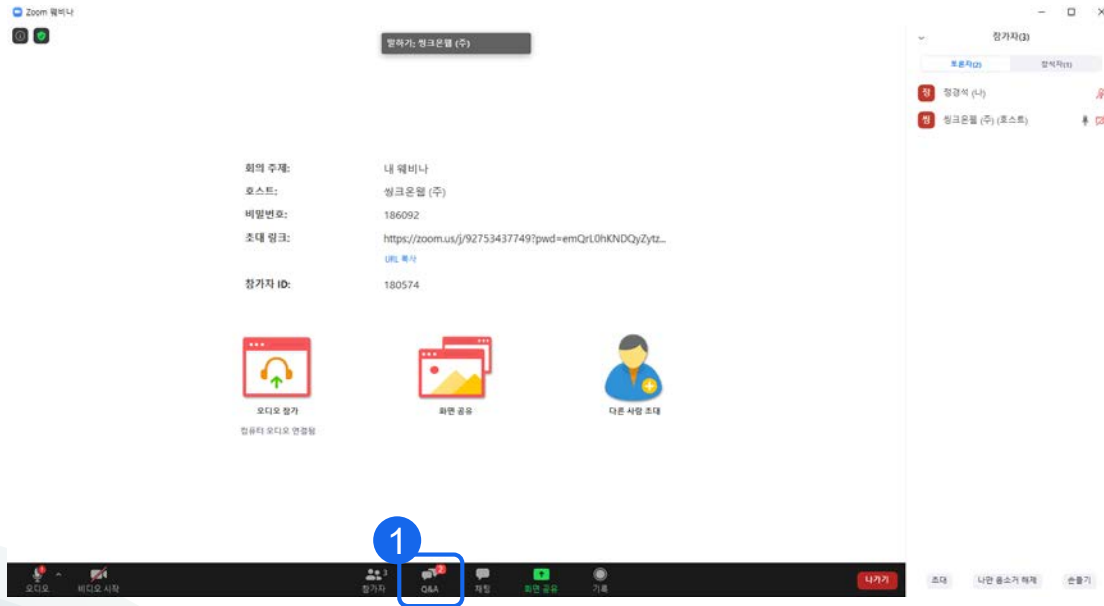 Zoom 웨비나
말하기: 씽크온웹 (주)
참가자(3)
토론자(2)
참석자(1)
정 정경석 (나)
씽 씽크온웹 (주) (호스트)
회의 주제: 내 웨비나
호스트: 씽크온웹 (주)
비밀번호: 186092
초대 링크: https://zoom.us/j/92753437749?pwd=emQrL0hKNDQyZytz...
URL 복사
참가자 ID: 180574
오디오 참가
화면 공유
다른 사람 초대
컴퓨터 오디오 연결됨
1
3
2
오디오
비디오 시작
참가자
Q&A
채팅
화면 공유
기록
나가기
초대
나만 음소거 해제
손들기